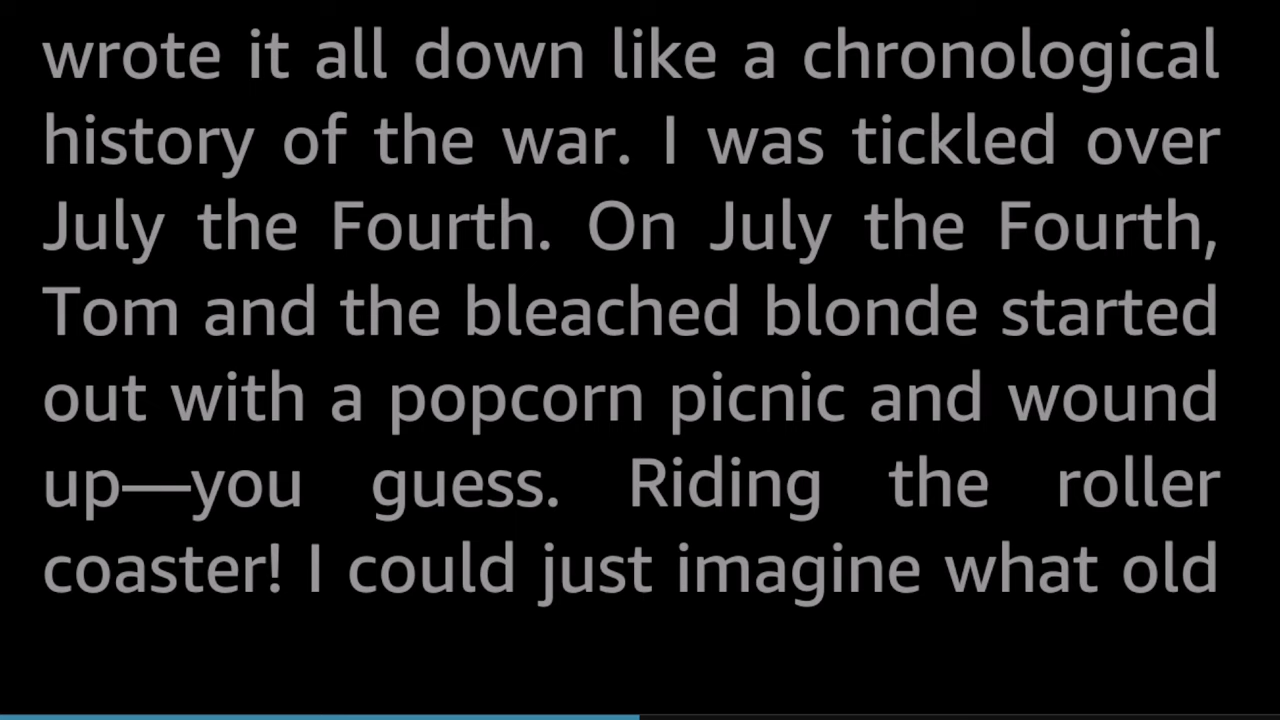 wrote it all down like a chronological
history of the war. I was tickled over
July the Fourth. On July the Fourth,
Tom and the bleached blonde started
out with a popcorn picnic and wound
up—you guess. Riding the roller
coaster! I could just imagine what old